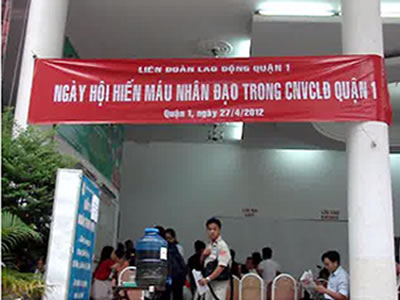 LIÊN ĐOÀN LAO ĐỘNG QUẬN 1
NGÀY HỘI HIẾN MÁU NHÂN ĐẠO TRONG CNVCLĐ QUẬN 1
Quận 1, ngày 27/4/2012